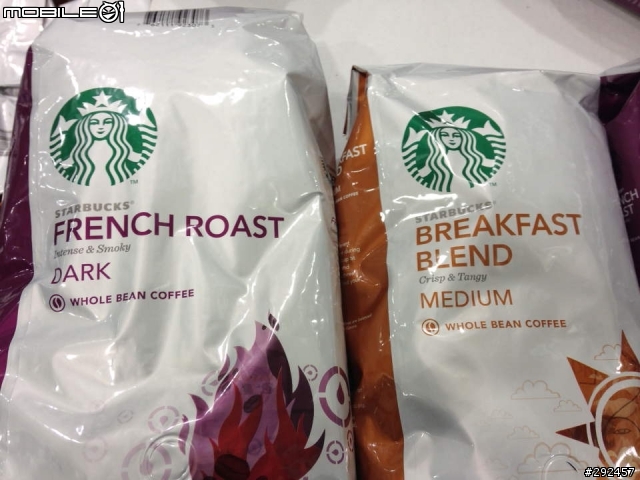 MOBILE01
STARBUCKS®
FRENCH ROAST
Intense & Smoky
DARK
WHOLE BEAN COFFEE
STARBUCKS®
BREAKFAST
BLEND
Crisp & Tangy
MEDIUM
WHOLE BEAN COFFEE
#292457